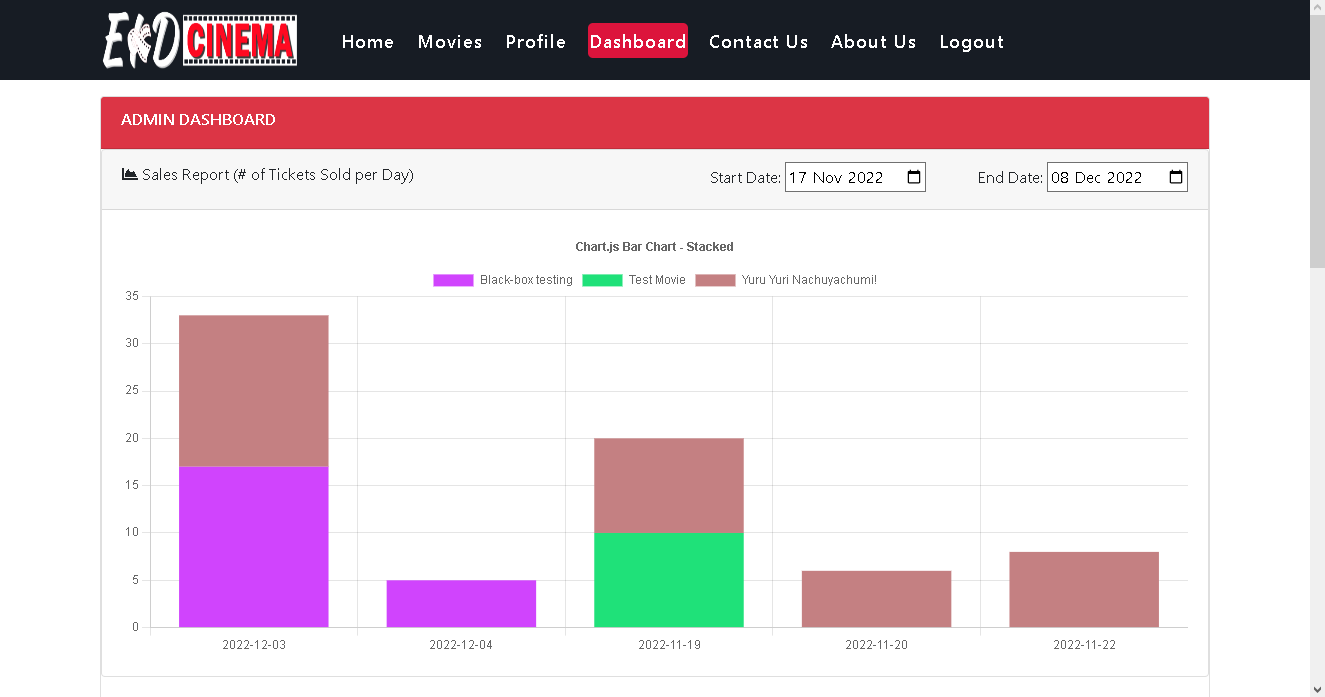 EKD CINEMA Home Movies Profile Dashboard Contact Us About Us Logout
ADMIN DASHBOARD
Sales Report (# of Tickets Sold per Day) Start Date: 17 Nov 2022 End Date: 08 Dec 2022
Chart.js Bar Chart - Stacked
Black-box testing Test Movie Yuru Yuri Nachuyachumi!
35
30
25
20
15
10
5
0
2022-12-03 2022-12-04 2022-11-19 2022-11-20 2022-11-22